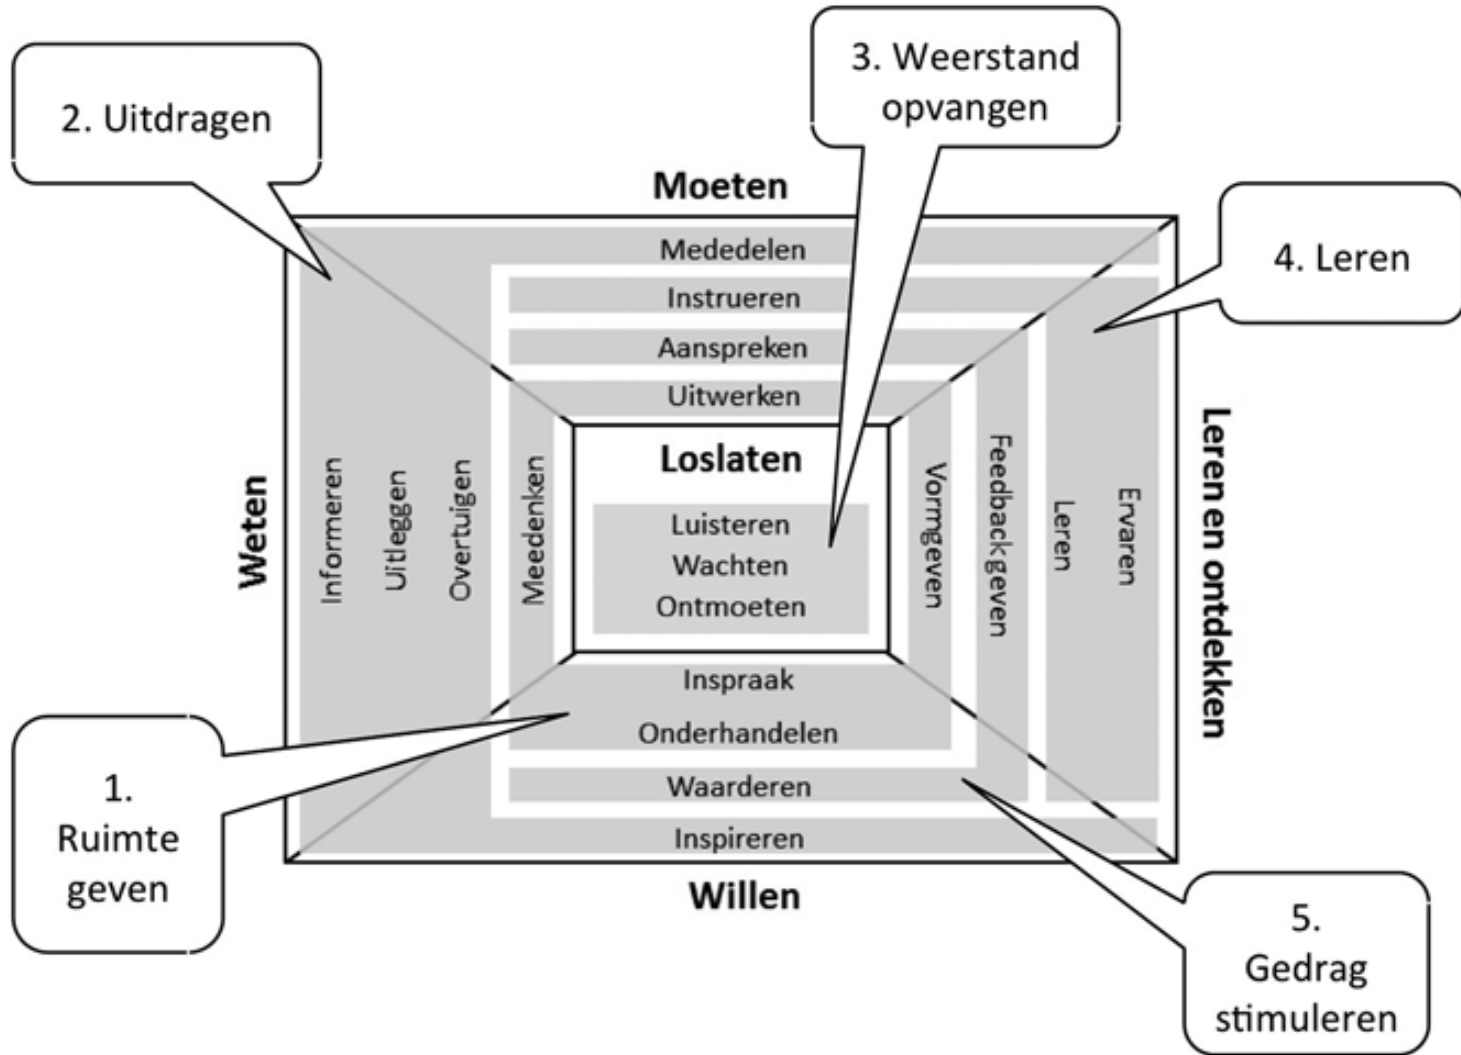 2. Uitdragen
3. Weerstand
opvangen
Moeten
4. Leren
Mededelen
Instrueren
Aanspreken
Uitwerken
Weten
Informeren
Uitleggen
Overtuigen
Meedenken
Loslaten
Luisteren
Wachten
Ontmoeten
Vormgeven
Feedback geven
Leren
Ervaren
Leren en ontdekken
Inspraak
Onderhandelen
Waarderen
Inspireren
Willen
1.
Ruimte
geven
5.
Gedrag
stimuleren